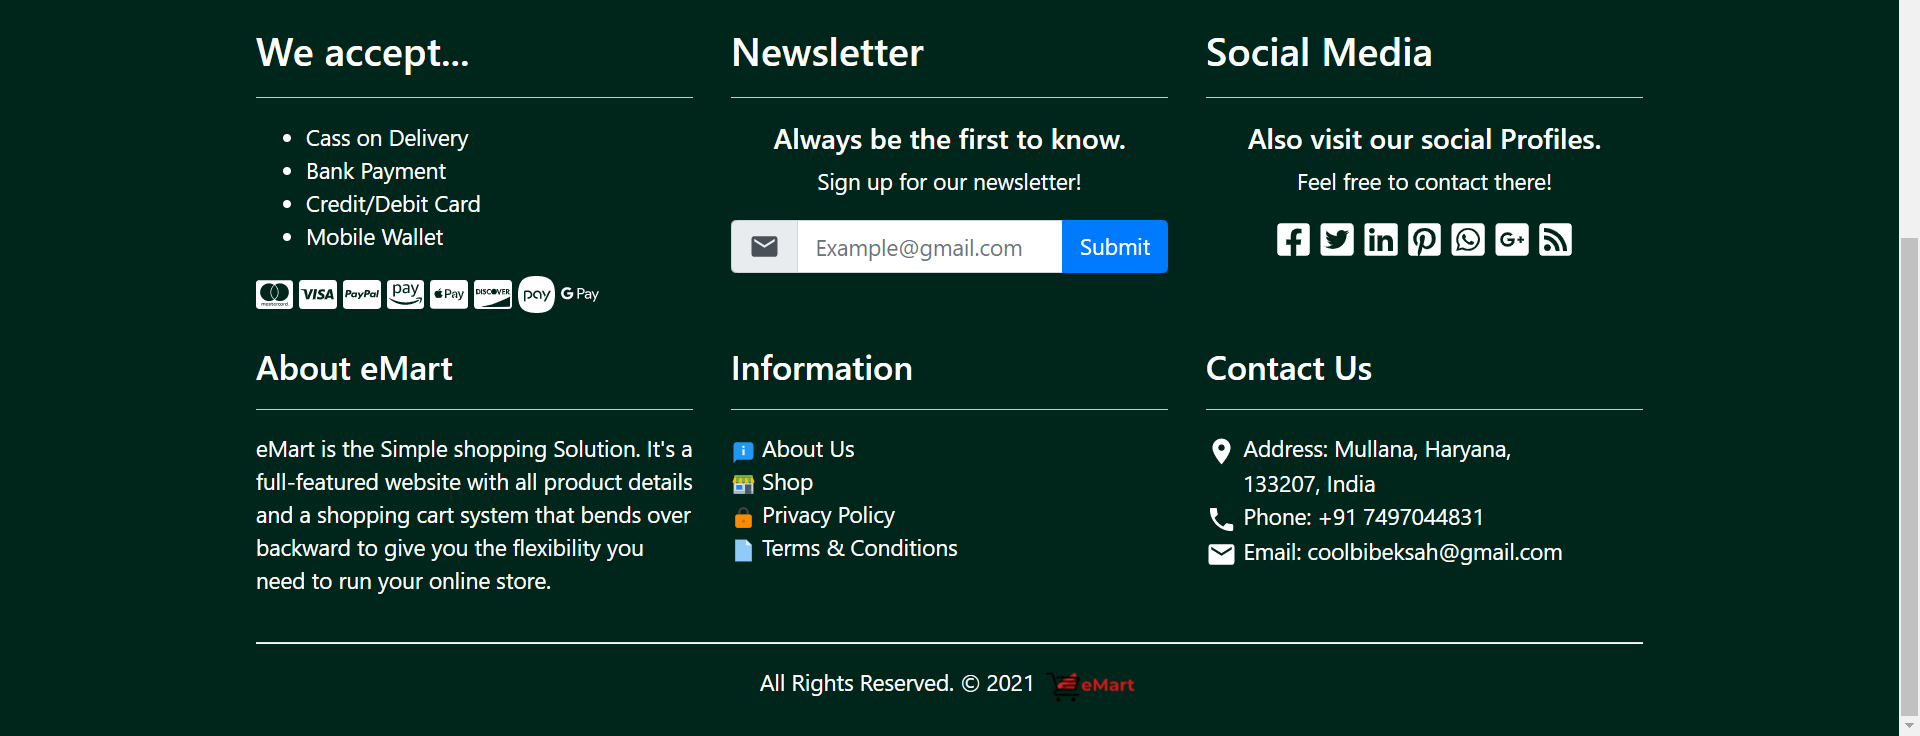 We accept...
Cass on Delivery
Bank Payment
Credit/Debit Card
Mobile Wallet
mastercard VISA PayPal pay Pay DISCOVER pay G Pay
Newsletter
Always be the first to know.
Sign up for our newsletter!
Example@gmail.com Submit
Social Media
Also visit our social Profiles.
Feel free to contact there!
G+
About eMart
eMart is the Simple shopping Solution. It's a
full-featured website with all product details
and a shopping cart system that bends over
backward to give you the flexibility you
need to run your online store.
Information
About Us
Shop
Privacy Policy
Terms & Conditions
Contact Us
Address: Mullana, Haryana,
133207, India
Phone: +91 7497044831
Email: coolbibeksah@gmail.com
All Rights Reserved. © 2021 eMart